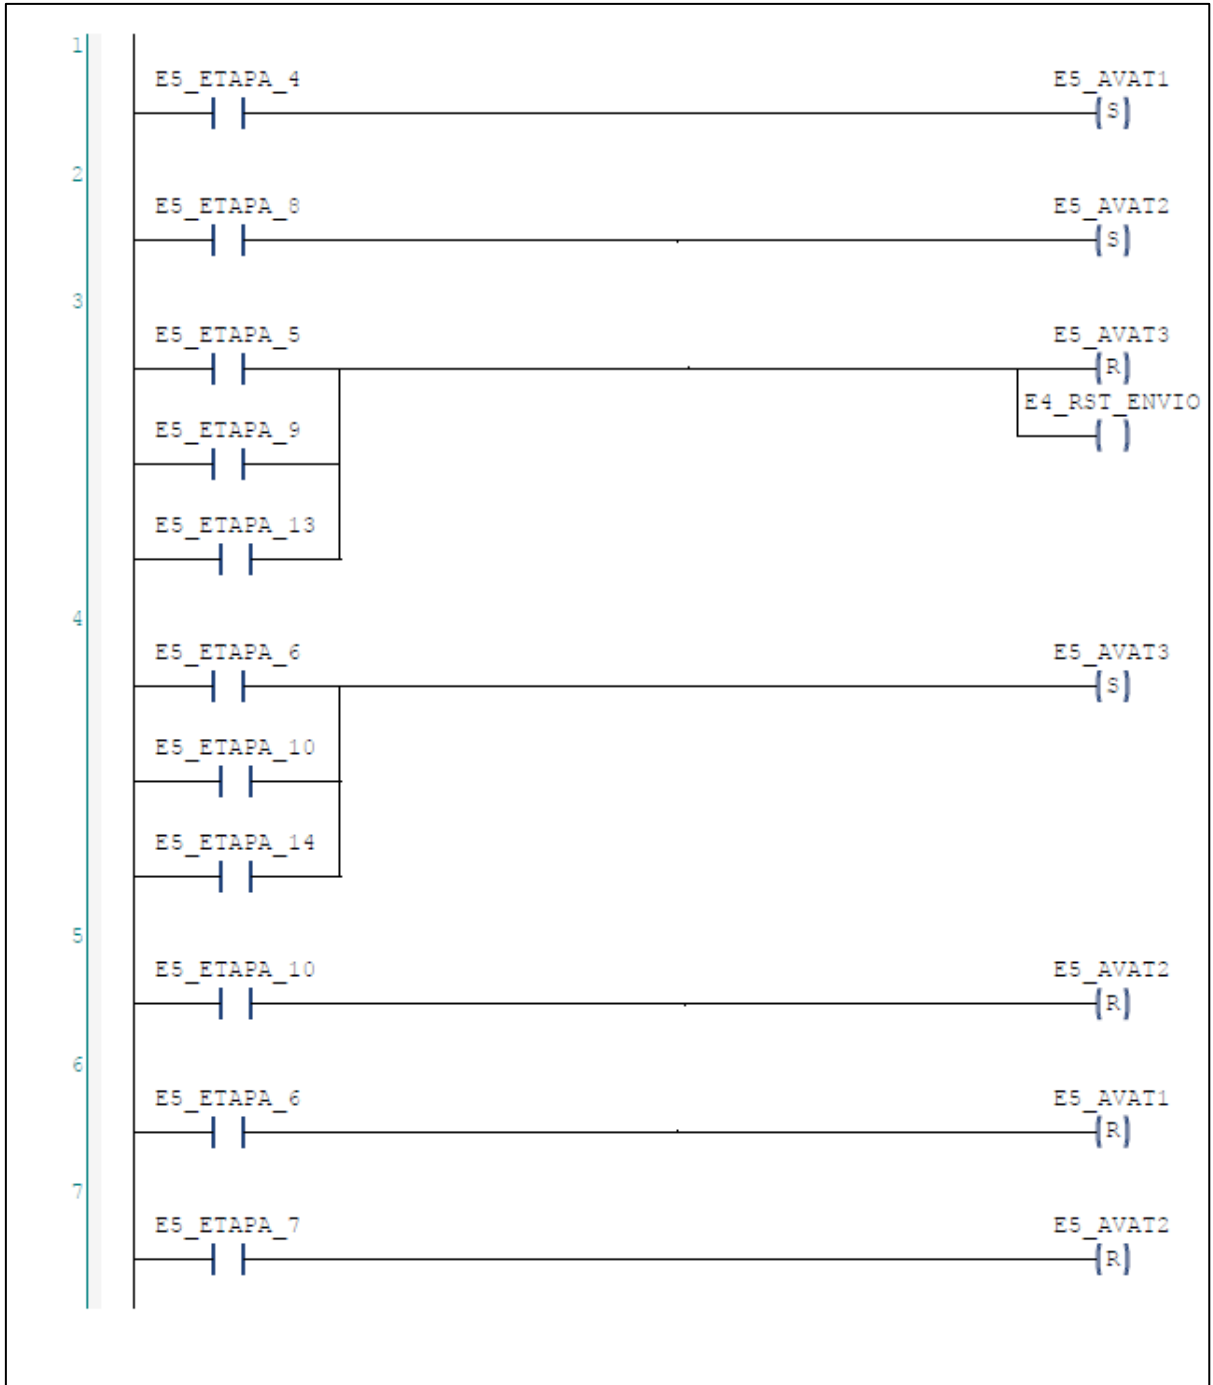 1
E5_ETAPA_4 E5_AVAT1
S
2
E5_ETAPA_8 E5_AVAT2
S
3
E5_ETAPA_5 E5_AVAT3
R
E4_RST_ENVIO
E5_ETAPA_9
E5_ETAPA_13
4
E5_ETAPA_6 E5_AVAT3
S
E5_ETAPA_10
E5_ETAPA_14
5
E5_ETAPA_10 E5_AVAT2
R
6
E5_ETAPA_6 E5_AVAT1
R
7
E5_ETAPA_7 E5_AVAT2
R